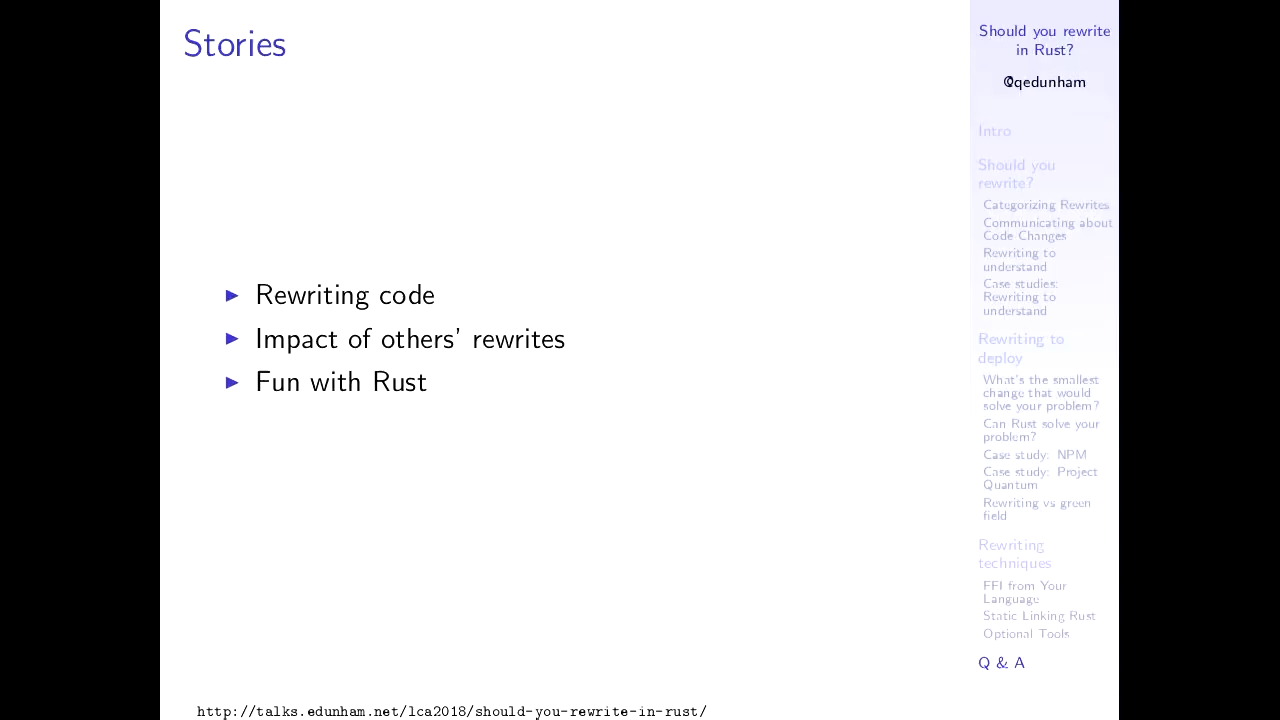 Stories
Rewriting code
Impact of others' rewrites
Fun with Rust
http://talks.edunham.net/lca2018/should-you-rewrite-in-rust/
Should you rewrite
in Rust?
@qedunham
Intro
Should you
rewrite?
Categorizing Rewrites
Communicating about
Code Changes
Rewriting to
understand
Case studies:
Rewriting to
understand
Rewriting to
deploy
What's the smallest
change that would
solve your problem?
Can Rust solve your
problem?
Case study: NPM
Case study: Project
Quantum
Rewriting vs green
field
Rewriting
techniques
FFI from Your
Language
Static Linking Rust
Optional Tools
Q & A